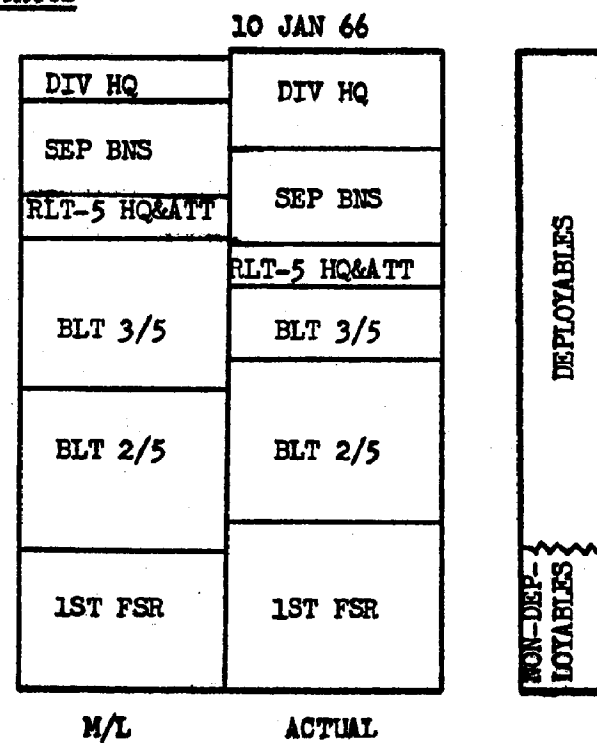 10 JAN 66
DIV HQ
SEP BNS
RLT-5 HQ&ATT
BLT 3/5
BLT 2/5
1ST FSR
M/L
DIV HQ
SEP BNS
RLT-5 HQ&ATT
BLT 3/5
BLT 2/5
1ST FSR
ACTUAL
DEPLOYABLES
NON-DEP-
LOYABLES